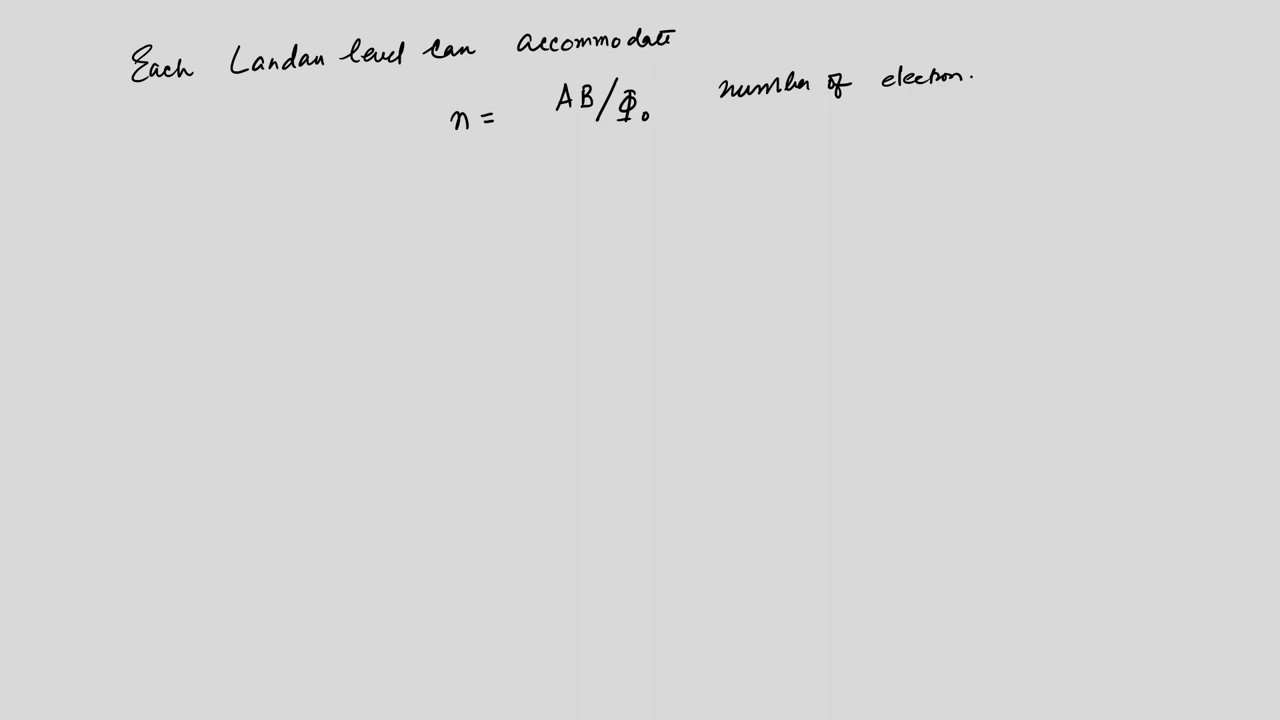 Each Landau level can accommodate
n = AB/Φ₀ number of electron.